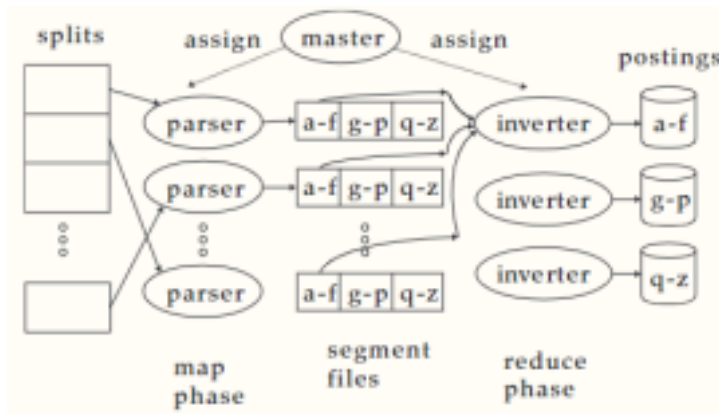 splits
assign
master
assign
postings
parser
a-f g-p q-z
inverter
a-f
parser
a-f g-p q-z
inverter
g-p
parser
a-f g-p q-z
inverter
q-z
map
phase
segment
files
reduce
phase